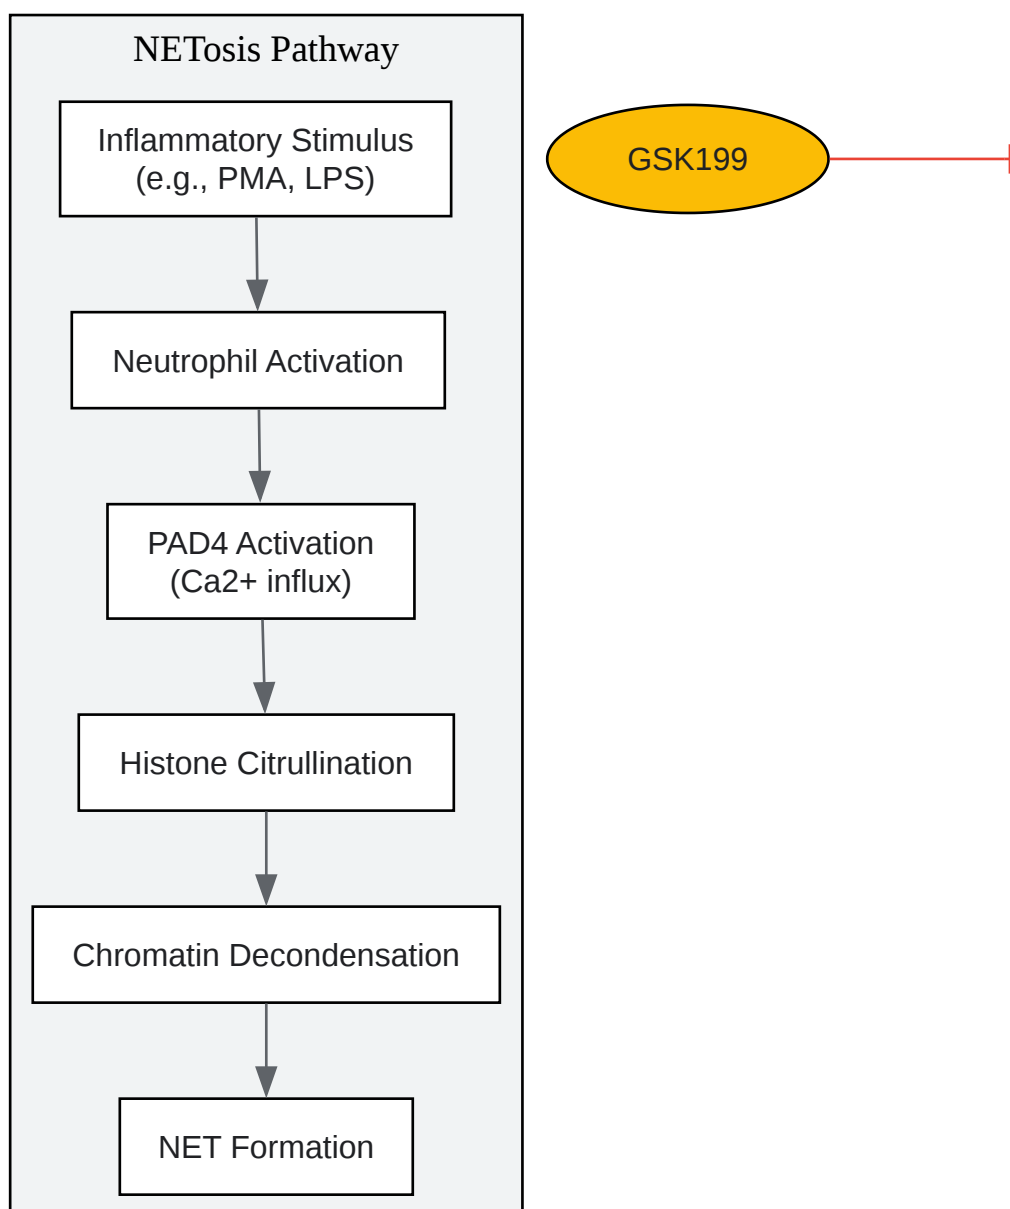 NETosis Pathway
Inflammatory Stimulus
(e.g., PMA, LPS)
GSK199
Neutrophil Activation
PAD4 Activation
(Ca2+ influx)
Histone Citrullination
Chromatin Decondensation
NET Formation